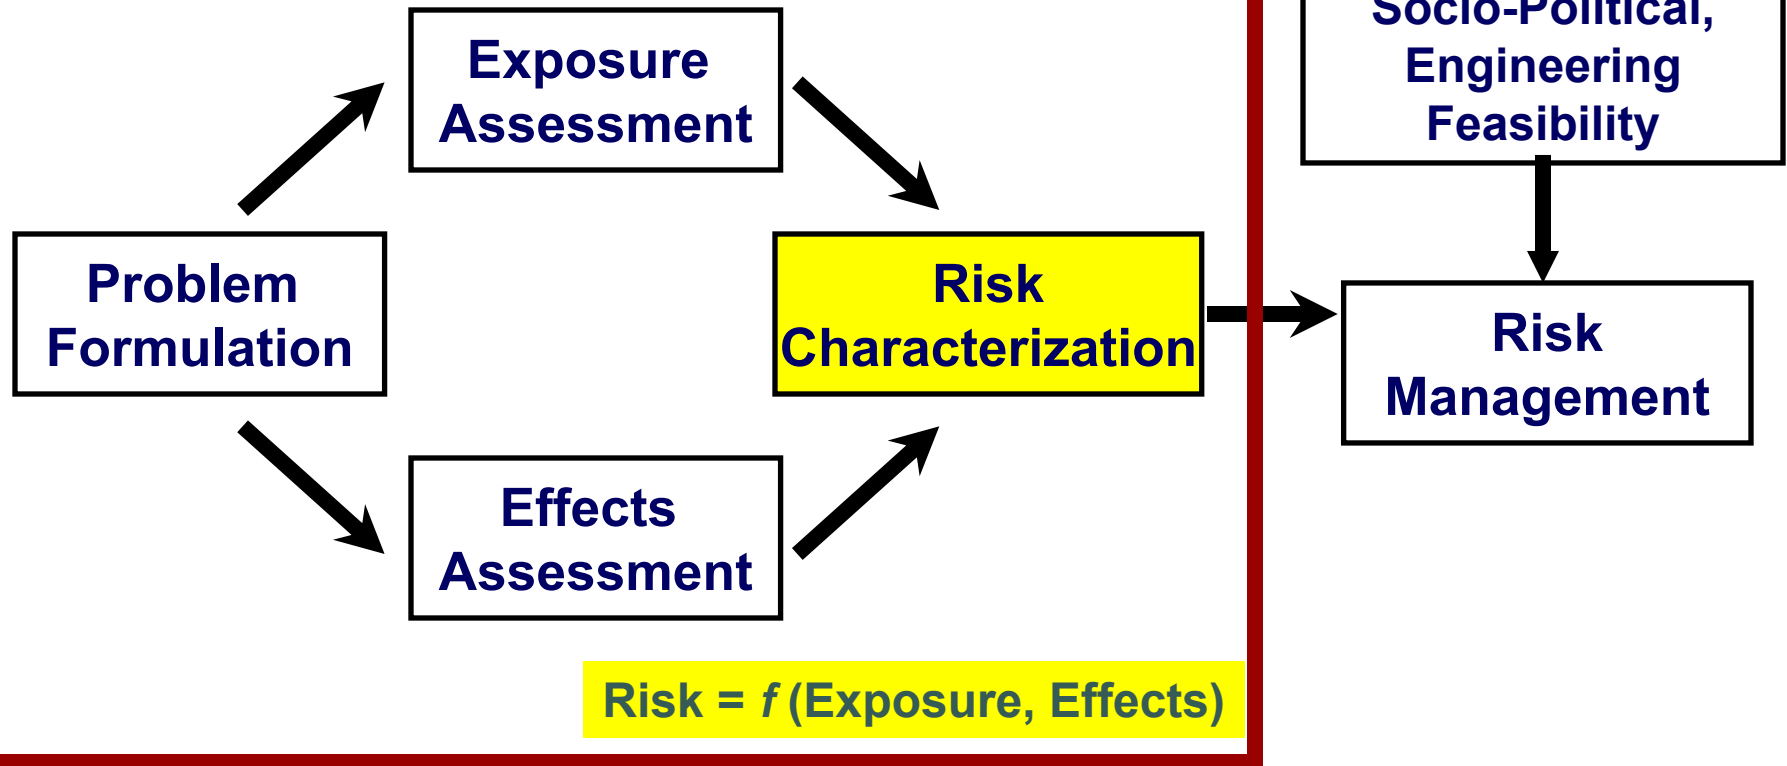 Exposure
Assessment
Socio-Political,
Engineering
Feasibility
Problem
Formulation
Risk
Characterization
Risk
Management
Effects
Assessment
Risk = f (Exposure, Effects)